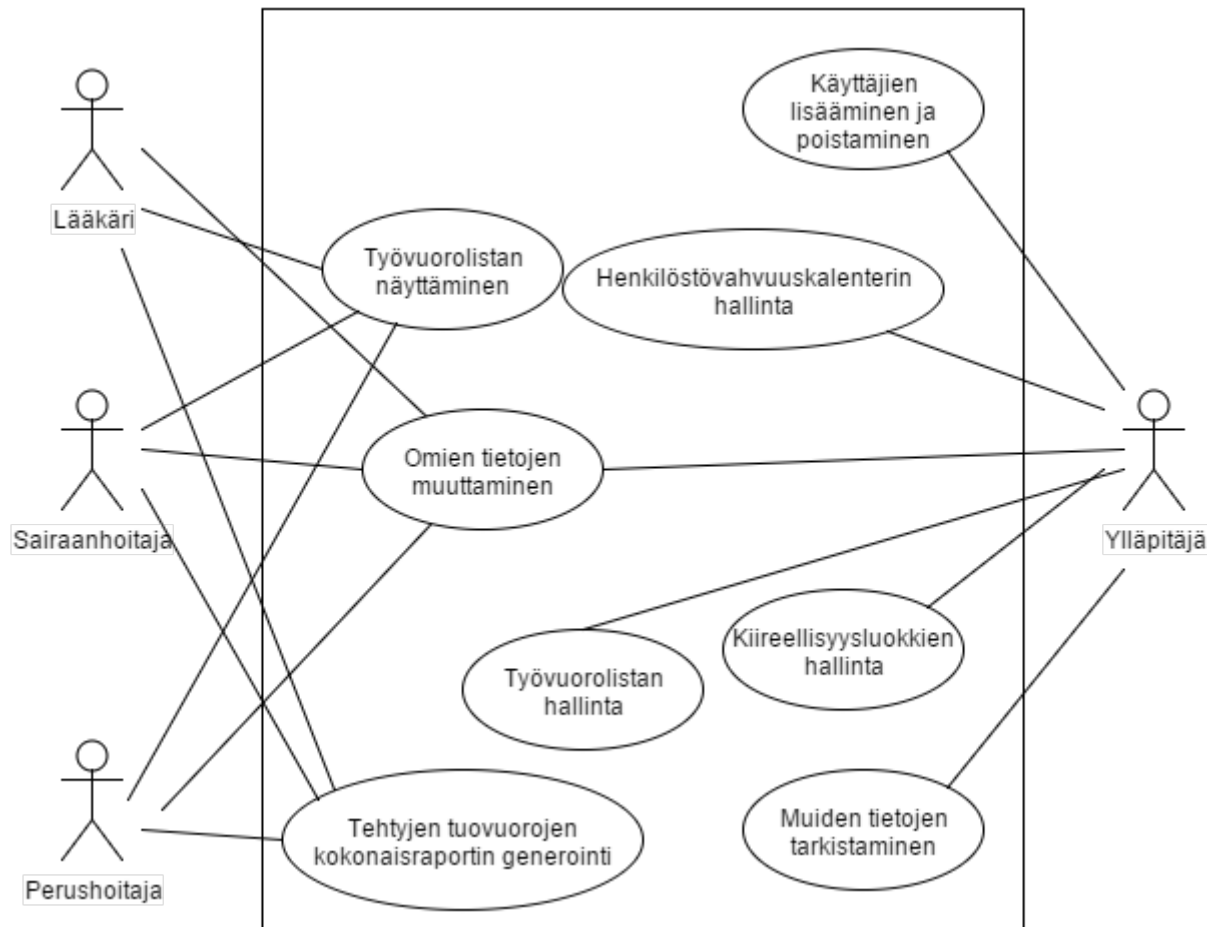 Käyttäjien
lisääminen ja
poistaminen
Lääkäri
Työvuorolistan
näyttäminen
Henkilöstövahvuuskalenterin
hallinta
Omien tietojen
muuttaminen
Sairaanhoitaja
Ylläpitäjä
Kiireellisyysluokkien
hallinta
Työvuorolistan
hallinta
Tehtyjen tuovuorojen
kokonaisraportin generointi
Muiden tietojen
tarkistaminen
Perushoitaja